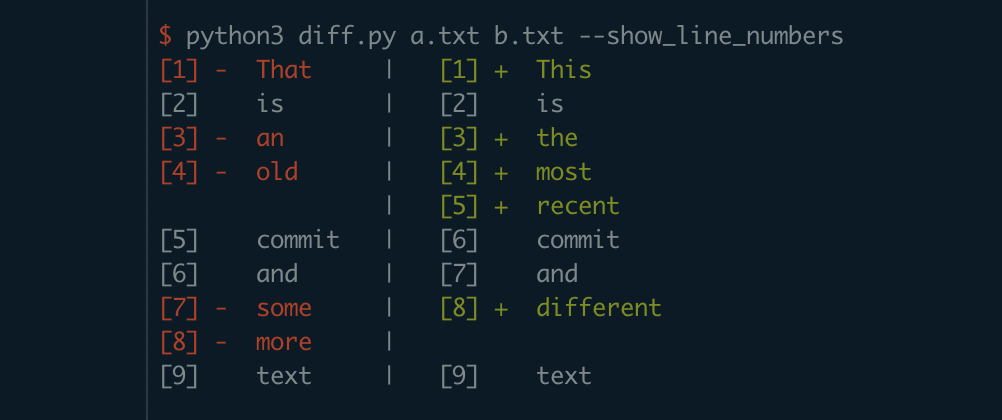 $ python3 diff.py a.txt b.txt --show_line_numbers
[1] -  That     |   [1] +  This
[2]    is       |   [2]    is
[3] -  an       |   [3] +  the
[4] -  old      |   [4] +  most
                |   [5] +  recent
[5]    commit   |   [6]    commit
[6]    and      |   [7]    and
[7] -  some     |   [8] +  different
[8] -  more     |
[9]    text     |   [9]    text